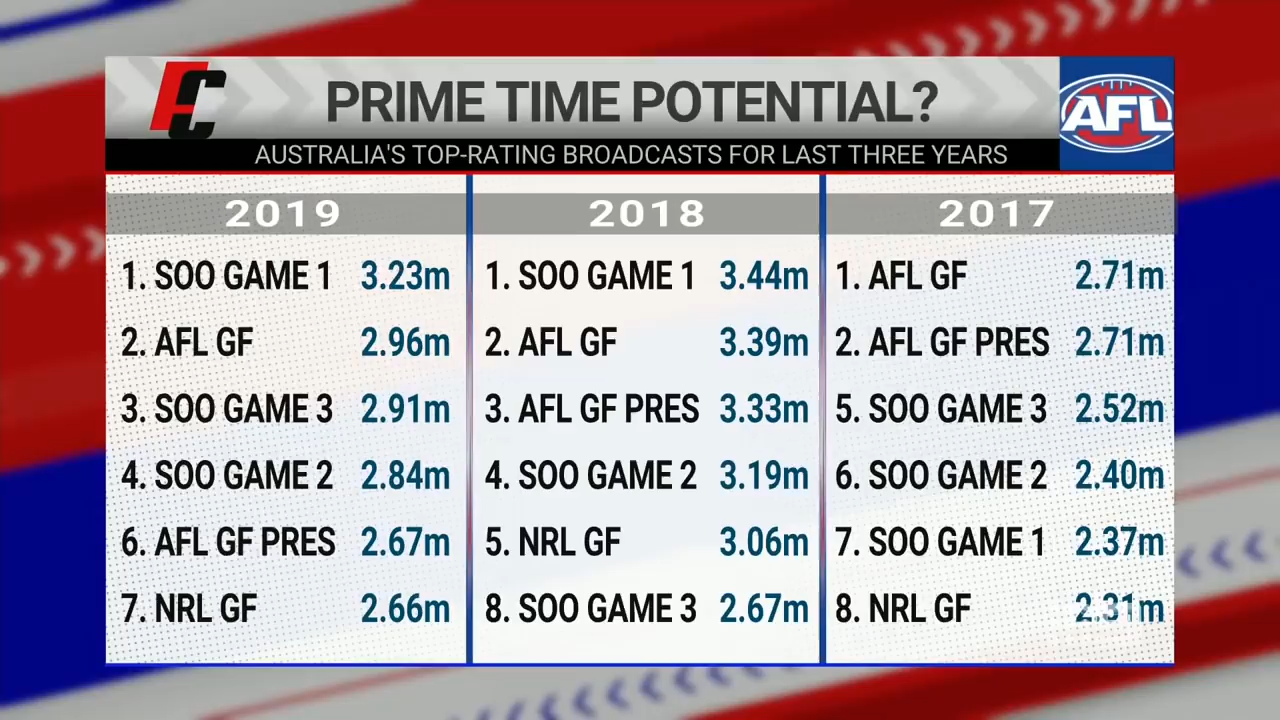 FC
PRIME TIME POTENTIAL?
AFL
AUSTRALIA'S TOP-RATING BROADCASTS FOR LAST THREE YEARS
2019
1. SOO GAME 1 3.23m
2. AFL GF 2.96m
3. SOO GAME 3 2.91m
4. SOO GAME 2 2.84m
6. AFL GF PRES 2.67m
7. NRL GF 2.66m
2018
1. SOO GAME 1 3.44m
2. AFL GF 3.39m
3. AFL GF PRES 3.33m
4. SOO GAME 2 3.19m
5. NRL GF 3.06m
8. SOO GAME 3 2.67m
2017
1. AFL GF 2.71m
2. AFL GF PRES 2.71m
5. SOO GAME 3 2.52m
6. SOO GAME 2 2.40m
7. SOO GAME 1 2.37m
8. NRL GF 2.31m